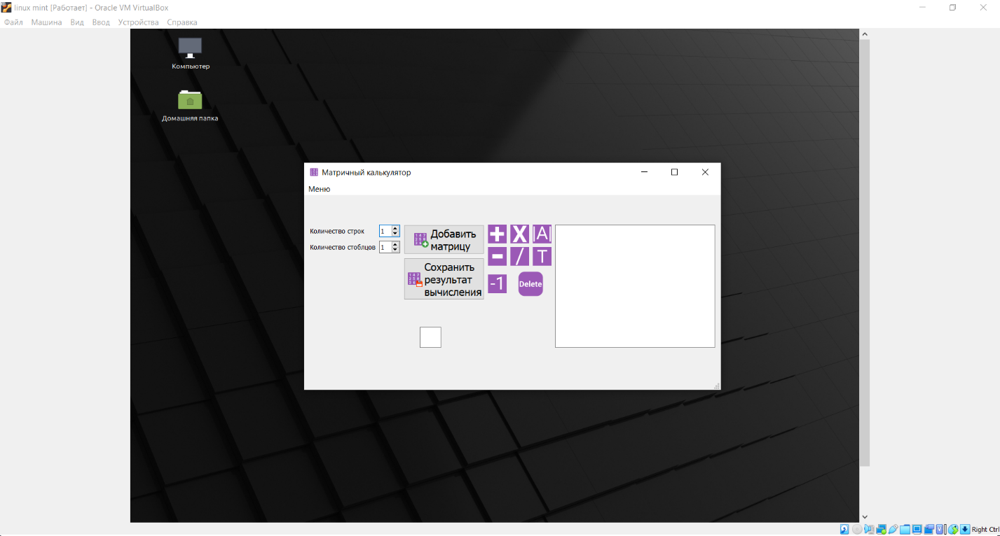 linux mint [Работает] - Oracle VM VirtualBox
Файл Машина Вид Ввод Устройства Справка
Компьютер
Домашняя папка
Матричный калькулятор
Меню
Количество строк 1
Количество стоблцов 1
Добавить
матрицу
Сохранить
результат
вычисления
+ X |A|
- / T
-1 Delete
Right Ctrl